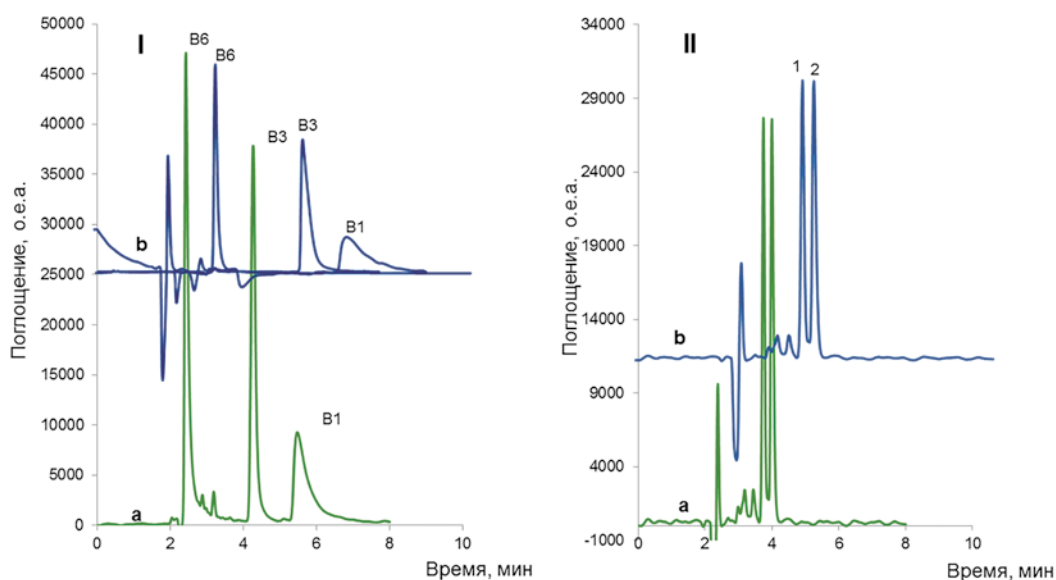 I
Поглощение, о.е.а.
50000
45000
40000
35000
30000
25000
20000
15000
10000
5000
0
B6
B6
B3
B3
B1
b
B1
a
0
2
4
6
8
10
Время, мин
II
Поглощение, о.е.а.
34000
29000
24000
19000
14000
9000
4000
-1000
1 2
b
a
0
2
4
6
8
10
Время, мин